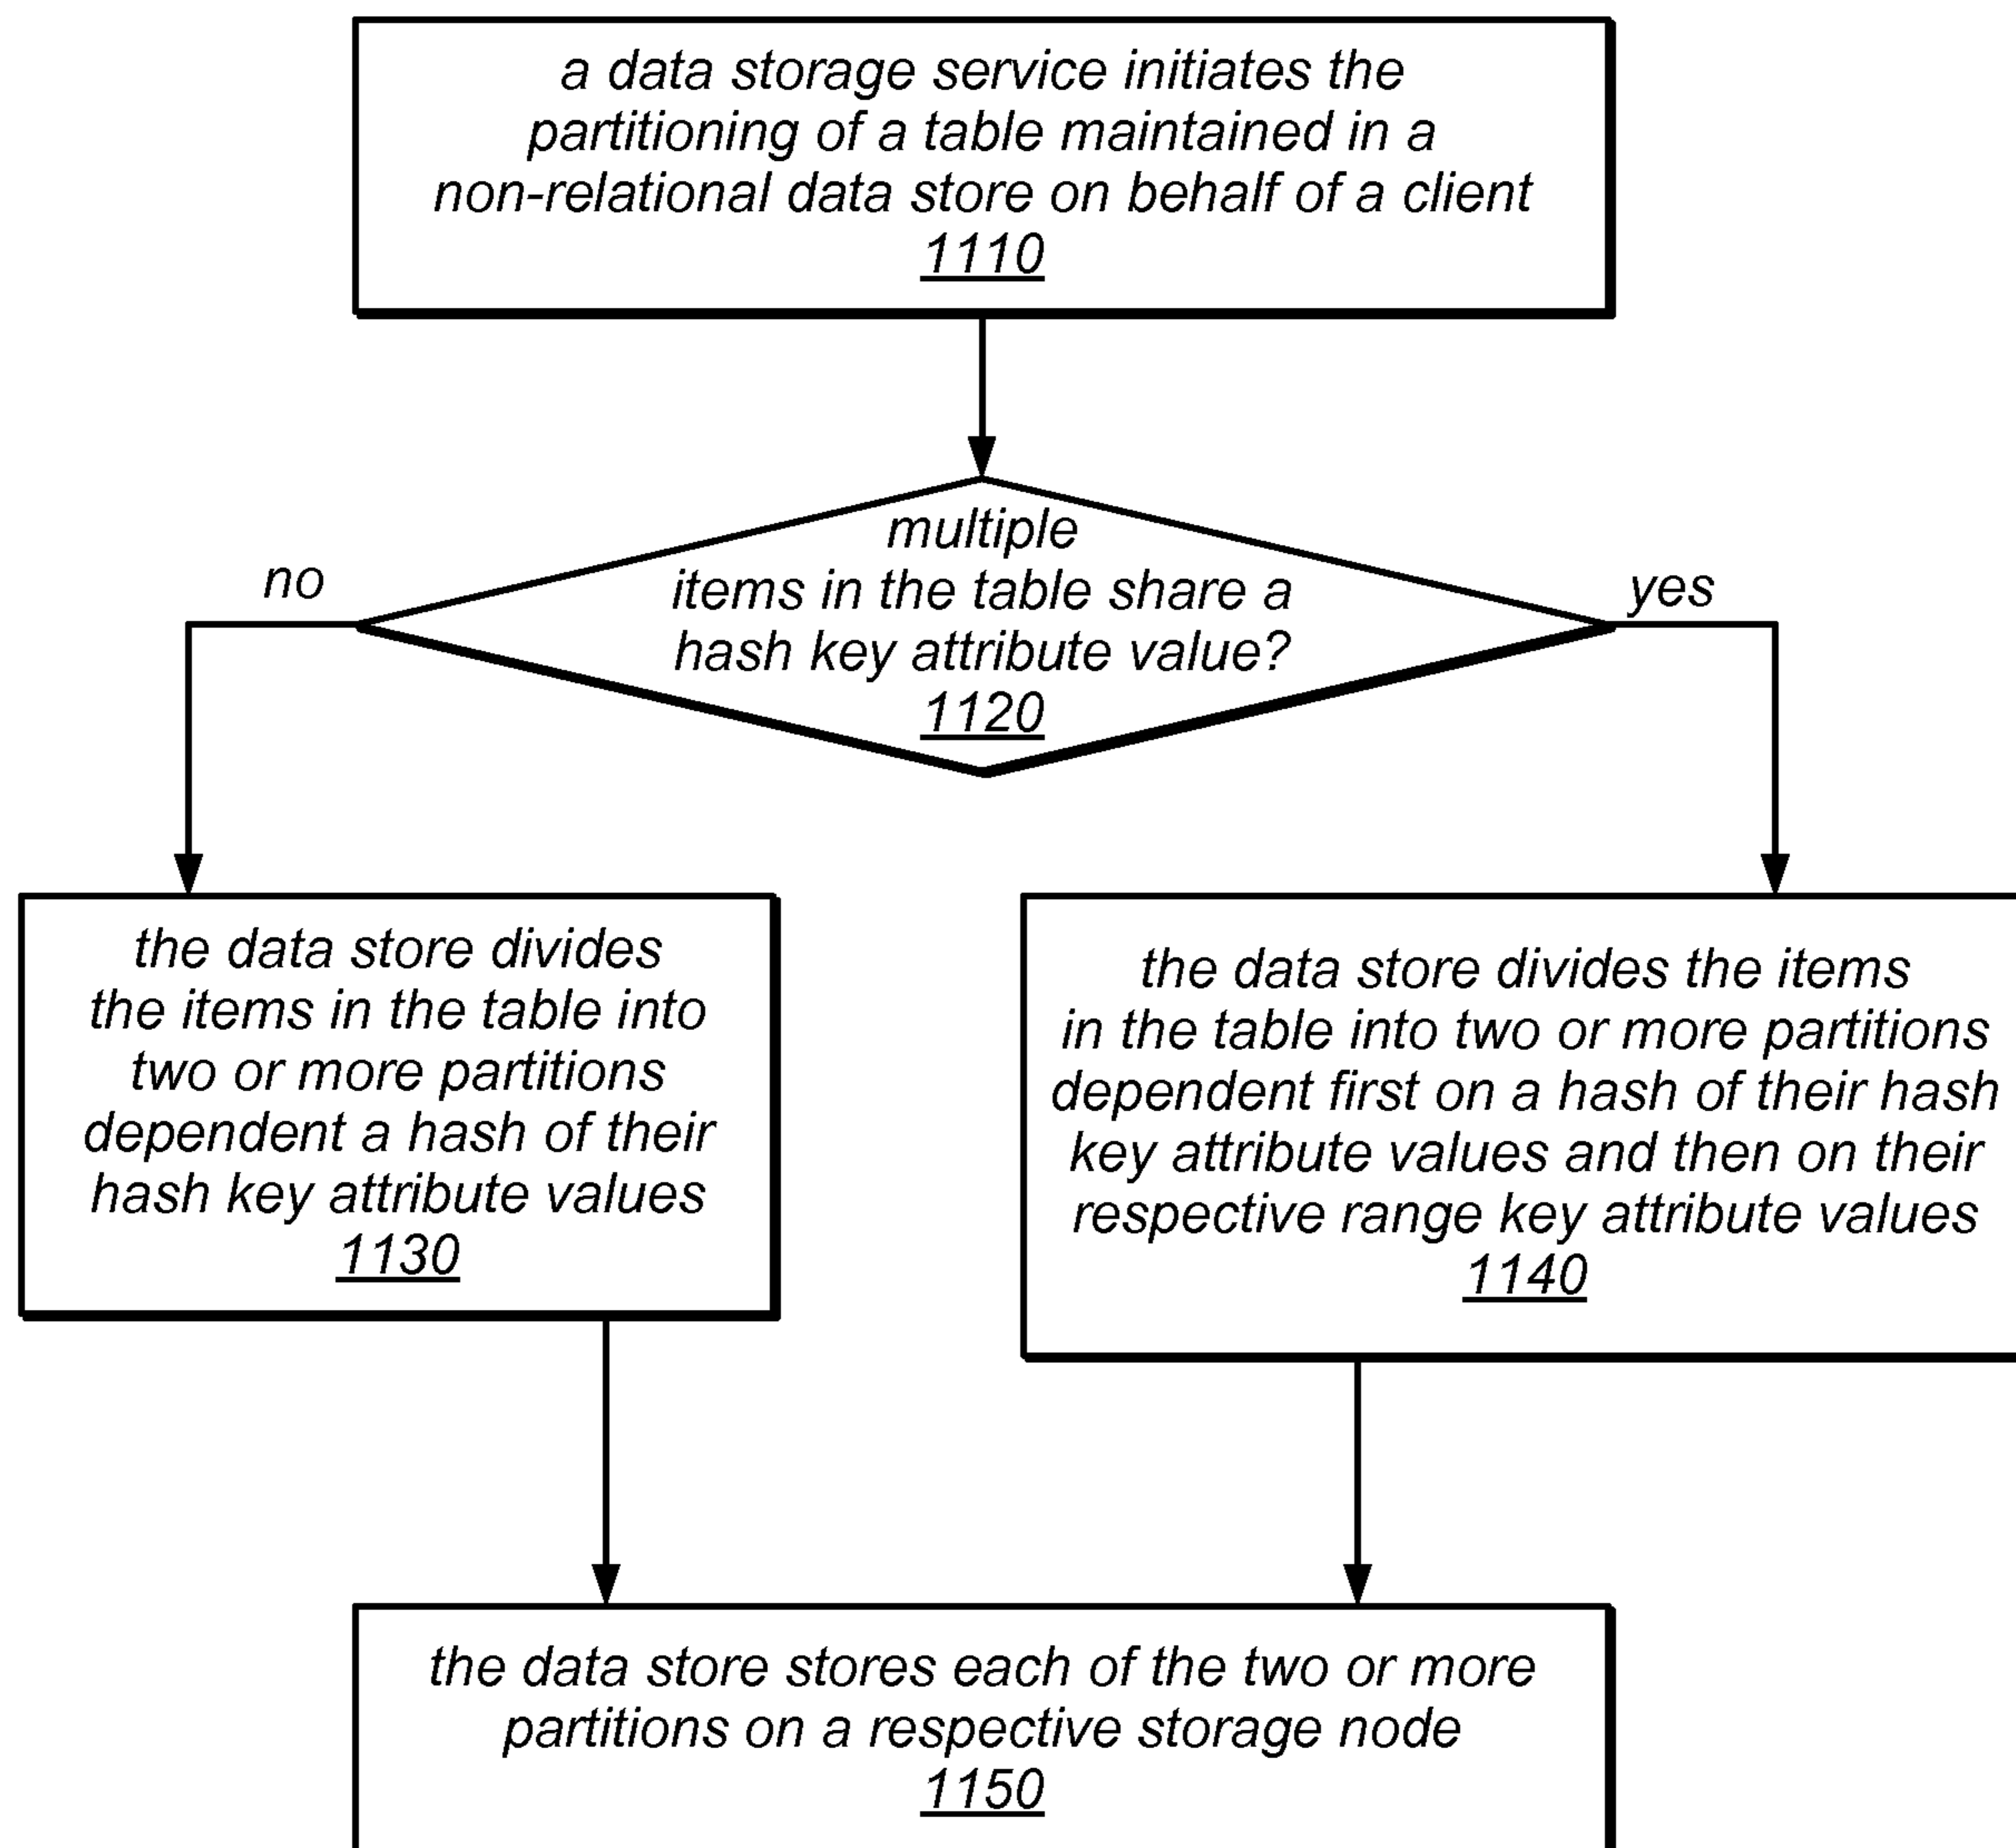 a data storage service initiates the
partitioning of a table maintained in a
non-relational data store on behalf of a client
1110
multiple
items in the table share a
hash key attribute value?
1120
no
yes
the data store divides
the items in the table into
two or more partitions
dependent a hash of their
hash key attribute values
1130
the data store divides the items
in the table into two or more partitions
dependent first on a hash of their hash
key attribute values and then on their
respective range key attribute values
1140
the data store stores each of the two or more
partitions on a respective storage node
1150